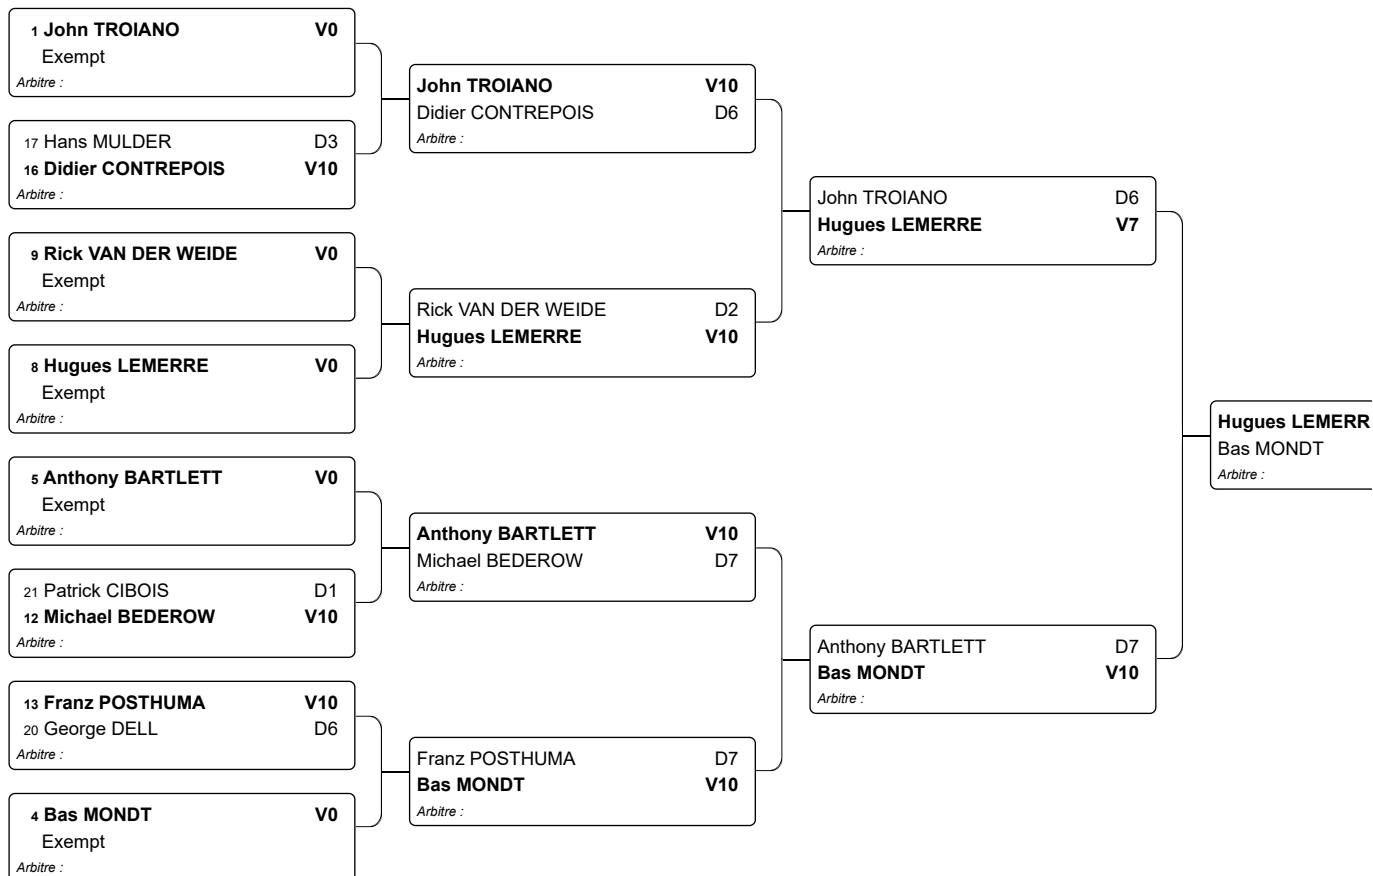 1 John TROIANO V0
Exempt
Arbitre :
17 Hans MULDER D3
16 Didier CONTREPOIS V10
Arbitre :
9 Rick VAN DER WEIDE V0
Exempt
Arbitre :
8 Hugues LEMERRE V0
Exempt
Arbitre :
5 Anthony BARTLETT V0
Exempt
Arbitre :
21 Patrick CIBOIS D1
12 Michael BEDEROW V10
Arbitre :
13 Franz POSTHUMA V10
20 George DELL D6
Arbitre :
4 Bas MONDT V0
Exempt
Arbitre :
John TROIANO V10
Didier CONTREPOIS D6
Arbitre :
Rick VAN DER WEIDE D2
Hugues LEMERRE V10
Arbitre :
Anthony BARTLETT V10
Michael BEDEROW D7
Arbitre :
Franz POSTHUMA D7
Bas MONDT V10
Arbitre :
John TROIANO D6
Hugues LEMERRE V7
Arbitre :
Anthony BARTLETT D7
Bas MONDT V10
Arbitre :
Hugues LEMERR
Bas MONDT
Arbitre :